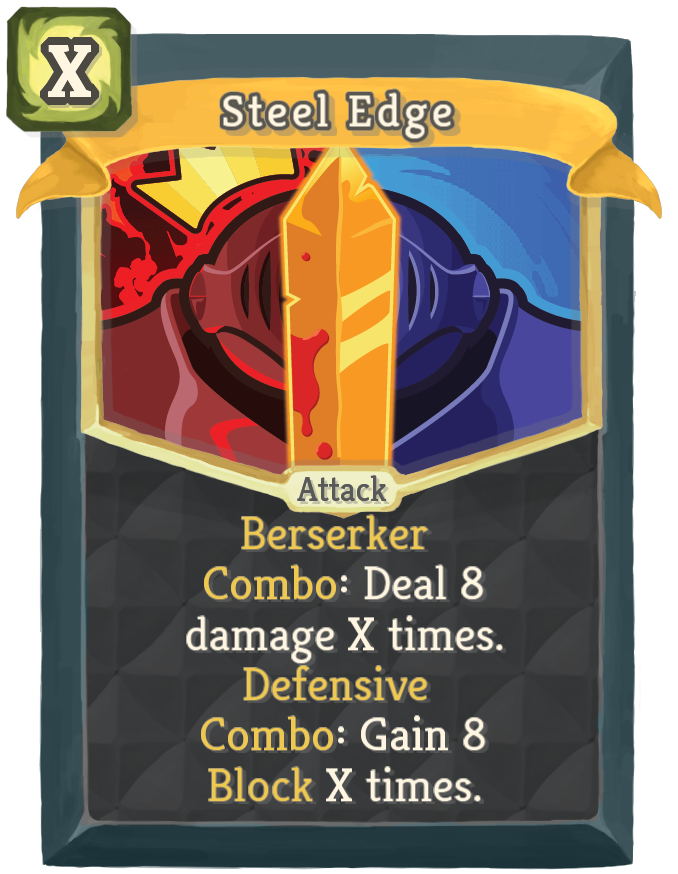 X
Steel Edge
Attack
Berserker
Combo: Deal 8
damage X times.
Defensive
Combo: Gain 8
Block X times.